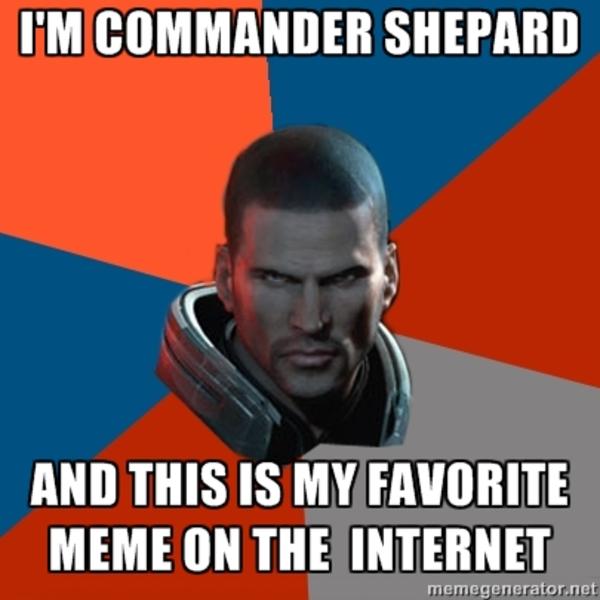 I'M COMMANDER SHEPARD
AND THIS IS MY FAVORITE
MEME ON THE INTERNET
memegenerator.net